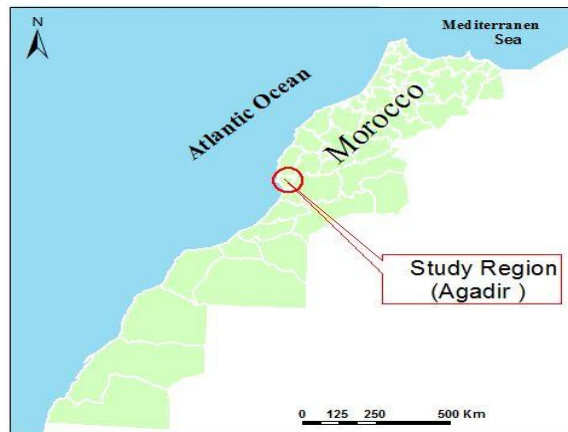 N
Mediterranen
Sea
Atlantic Ocean
Morocco
Study Region
(Agadir )
0 125 250 500 Km